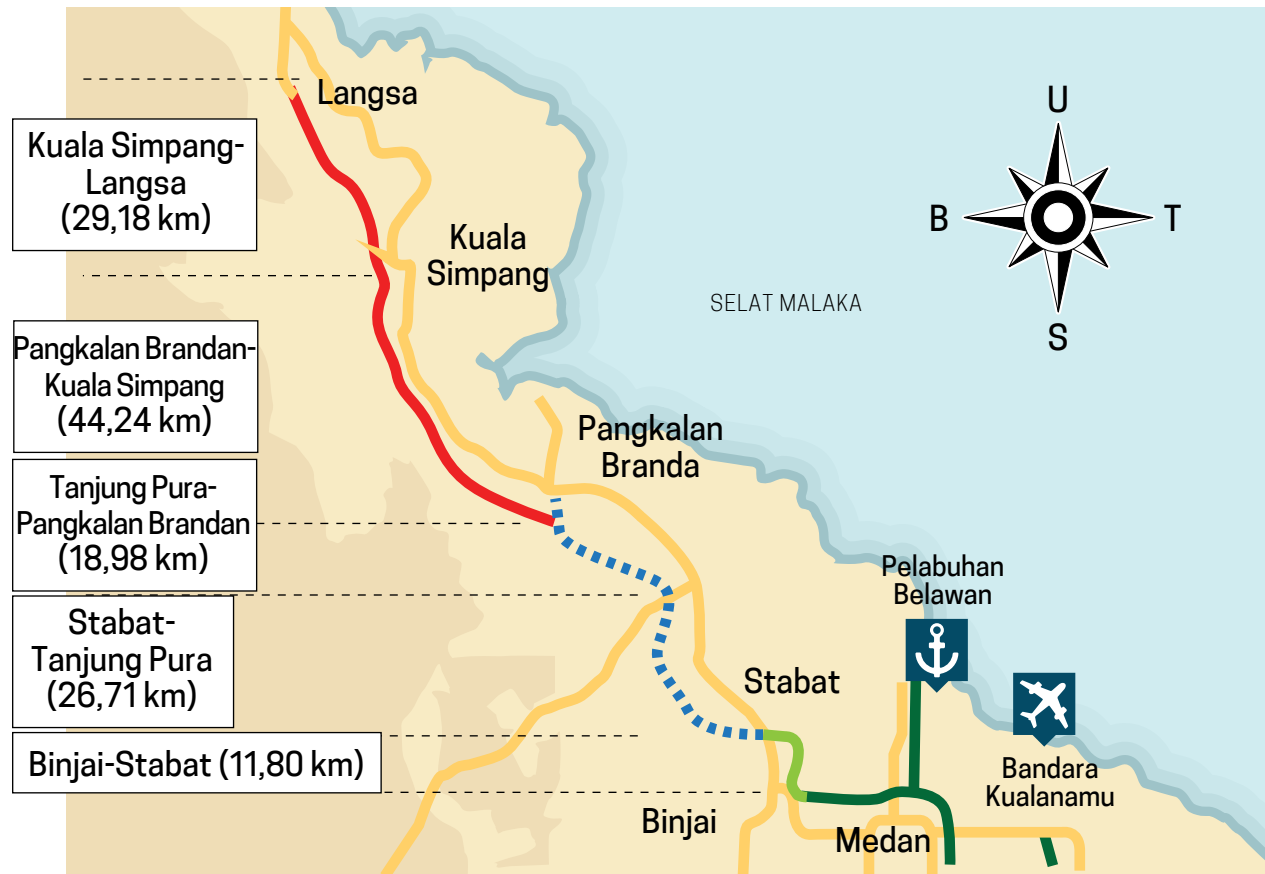 Langsa
Kuala Simpang-
Langsa
(29,18 km)
Kuala
Simpang
U
B
T
S
SELAT MALAKA
Pangkalan Brandan-
Kuala Simpang
(44,24 km)
Pangkalan
Branda
Tanjung Pura-
Pangkalan Brandan
(18,98 km)
Pelabuhan
Belawan
Stabat-
Tanjung Pura
(26,71 km)
Stabat
Binjai-Stabat (11,80 km)
Bandara
Kualanamu
Binjai
Medan